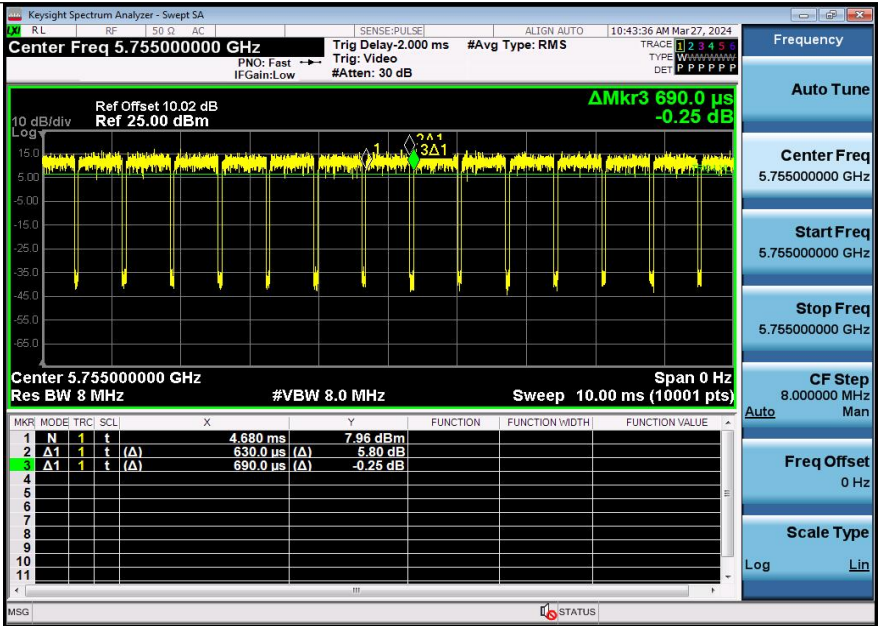 Keysight Spectrum Analyzer - Swept SA
LXI RL RF 50 Ω AC SENSE:PULSE ALIGN AUTO 10:43:36 AM Mar 27, 2024
Center Freq 5.755000000 GHz
Trig Delay-2.000 ms #Avg Type: RMS
TRACE 1 2 3 4 5 6
PNO: Fast Trig: Video
TYPE WWWWWW
IFGain:Low #Atten: 30 dB
DET P P P P P P
ΔMkr3 690.0 µs
-0.25 dB
Ref Offset 10.02 dB
10 dB/div Ref 25.00 dBm
Log
15.0
5.00
-5.00
-15.0
-25.0
-35.0
-45.0
-55.0
-65.0
1
2Δ1
3Δ1
Center 5.755000000 GHz Span 0 Hz
Res BW 8 MHz #VBW 8.0 MHz Sweep 10.00 ms (10001 pts)
MKR MODE TRC SCL X Y FUNCTION FUNCTION WIDTH FUNCTION VALUE
1 N 1 t 4.680 ms 7.96 dBm
2 Δ1 1 t (Δ) 630.0 µs (Δ) 5.80 dB
3 Δ1 1 t (Δ) 690.0 µs (Δ) -0.25 dB
4
5
6
7
8
9
10
11
MSG STATUS
Frequency
Auto Tune
Center Freq
5.755000000 GHz
Start Freq
5.755000000 GHz
Stop Freq
5.755000000 GHz
CF Step
8.000000 MHz
Auto Man
Freq Offset
0 Hz
Scale Type
Log Lin